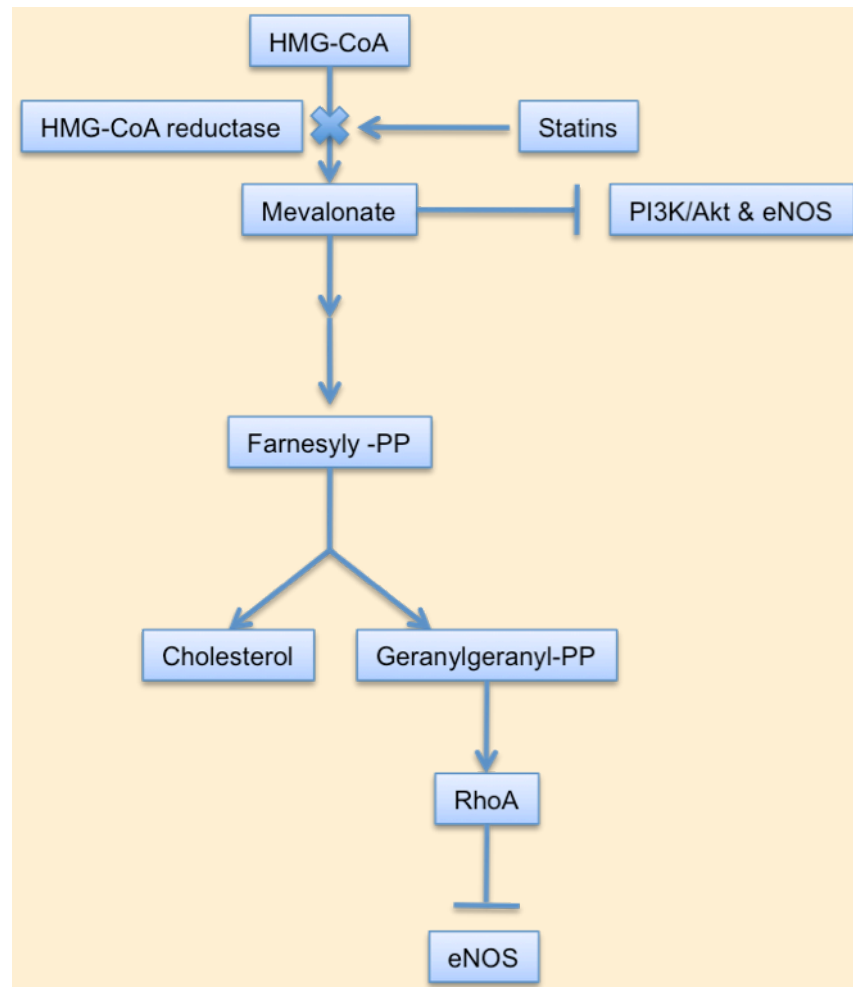 HMG-CoA
HMG-CoA reductase
Statins
Mevalonate
PI3K/Akt & eNOS
Farnesyly -PP
Cholesterol
Geranylgeranyl-PP
RhoA
eNOS